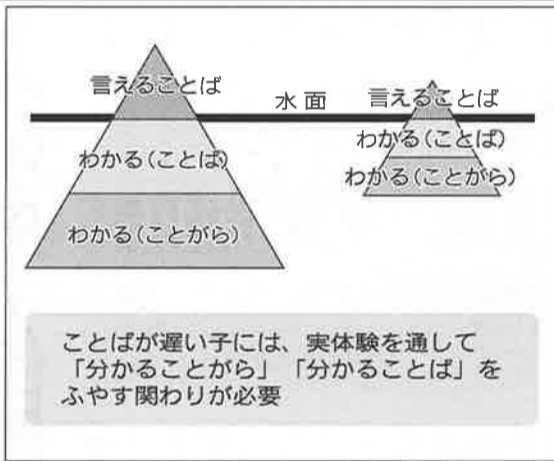 言えることば
水面
言えることば
わかる(ことば)
わかる(ことば)
わかる(ことがら)
わかる(ことがら)
ことばが遅い子には、実体験を通して
「分かることがら」「分かることば」を
ふやす関わりが必要